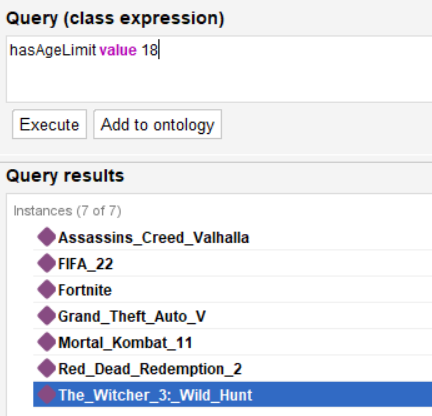 Query (class expression)
hasAgeLimit value 18
Execute
Add to ontology
Query results
Instances (7 of 7)
Assassins_Creed_Valhalla
FIFA_22
Fortnite
Grand_Theft_Auto_V
Mortal_Kombat_11
Red_Dead_Redemption_2
The_Witcher_3:_Wild_Hunt